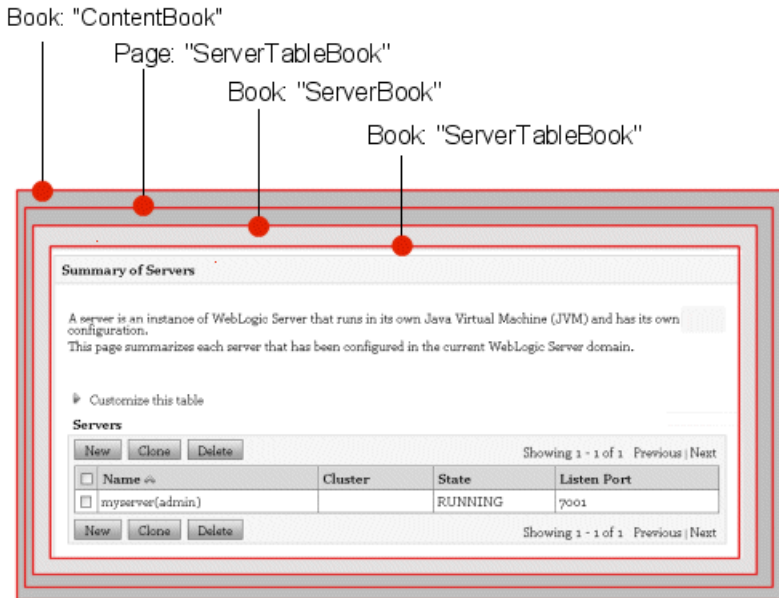 Book: "ContentBook"
Page: "ServerTableBook"
Book: "ServerBook"
Book: "ServerTableBook"
Summary of Servers
A server is an instance of WebLogic Server that runs in its own Java Virtual Machine (JVM) and has its own
configuration.
This page summarizes each server that has been configured in the current WebLogic Server domain.
Customize this table
Servers
New Clone Delete Showing 1 - 1 of 1 Previous | Next
Name Cluster State Listen Port
myserver(admin) RUNNING 7001
New Clone Delete Showing 1 - 1 of 1 Previous | Next